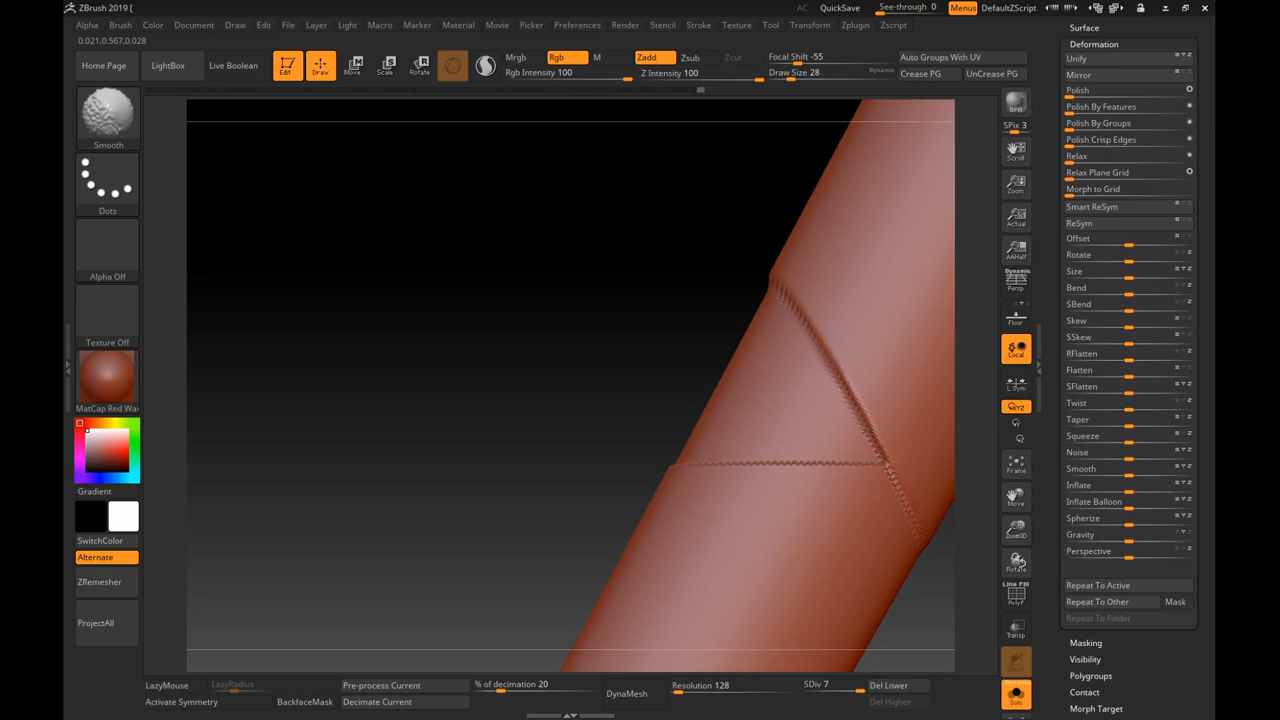 ZBrush 2019 [
AC QuickSave See-through 0 Menus DefaultZScript
Alpha Brush Color Document Draw Edit File Layer Light Macro Marker Material Movie Picker Preferences Render Stencil Stroke Texture Tool Transform Zplugin Zscript
0.021,0.567,0.028
Home Page LightBox Live Boolean
Edit Draw Move Scale Rotate
Mrgb Rgb M
Rgb Intensity 100
Zadd Zsub Zcut
Z Intensity 100
Focal Shift -55
Draw Size 28 Dynamic
Auto Groups With UV
Crease PG UnCrease PG
Smooth
Dots
Alpha Off
Texture Off
MatCap Red Wax
Gradient
SwitchColor
Alternate
ZRemesher
ProjectAll
BPR
SPix 3
Scroll
Zoom
Actual
AAHalf
Dynamic
Persp
Floor
Local
L.Sym
XYZ
Frame
Move
Zoom3D
Rotate
Line Fill
PolyF
Transp
Ghost
Dynamic
Solo
Surface
Deformation
Unify
Mirror
Polish
Polish By Features
Polish By Groups
Polish Crisp Edges
Relax
Relax Plane Grid
Morph to Grid
Smart ReSym
ReSym
Offset
Rotate
Size
Bend
SBend
Skew
SSkew
RFlatten
Flatten
SFlatten
Twist
Taper
Squeeze
Noise
Smooth
Inflate
Inflate Balloon
Spherize
Gravity
Perspective
Repeat To Active
Repeat To Other Mask
Repeat To Folder
Masking
Visibility
Polygroups
Contact
Morph Target
LazyMouse LazyRadius
Activate Symmetry BackfaceMask
Pre-process Current
Decimate Current
% of decimation 20
DynaMesh
Resolution 128
SDiv 7
Del Lower
Del Higher